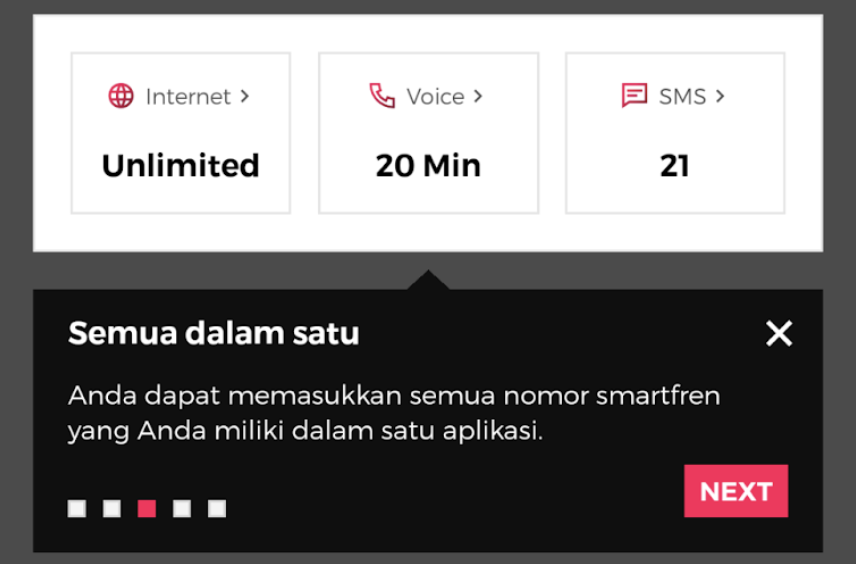 Internet >
Voice >
SMS >
Unlimited
20 Min
21
Semua dalam satu
Anda dapat memasukkan semua nomor smartfren
yang Anda miliki dalam satu aplikasi.
NEXT